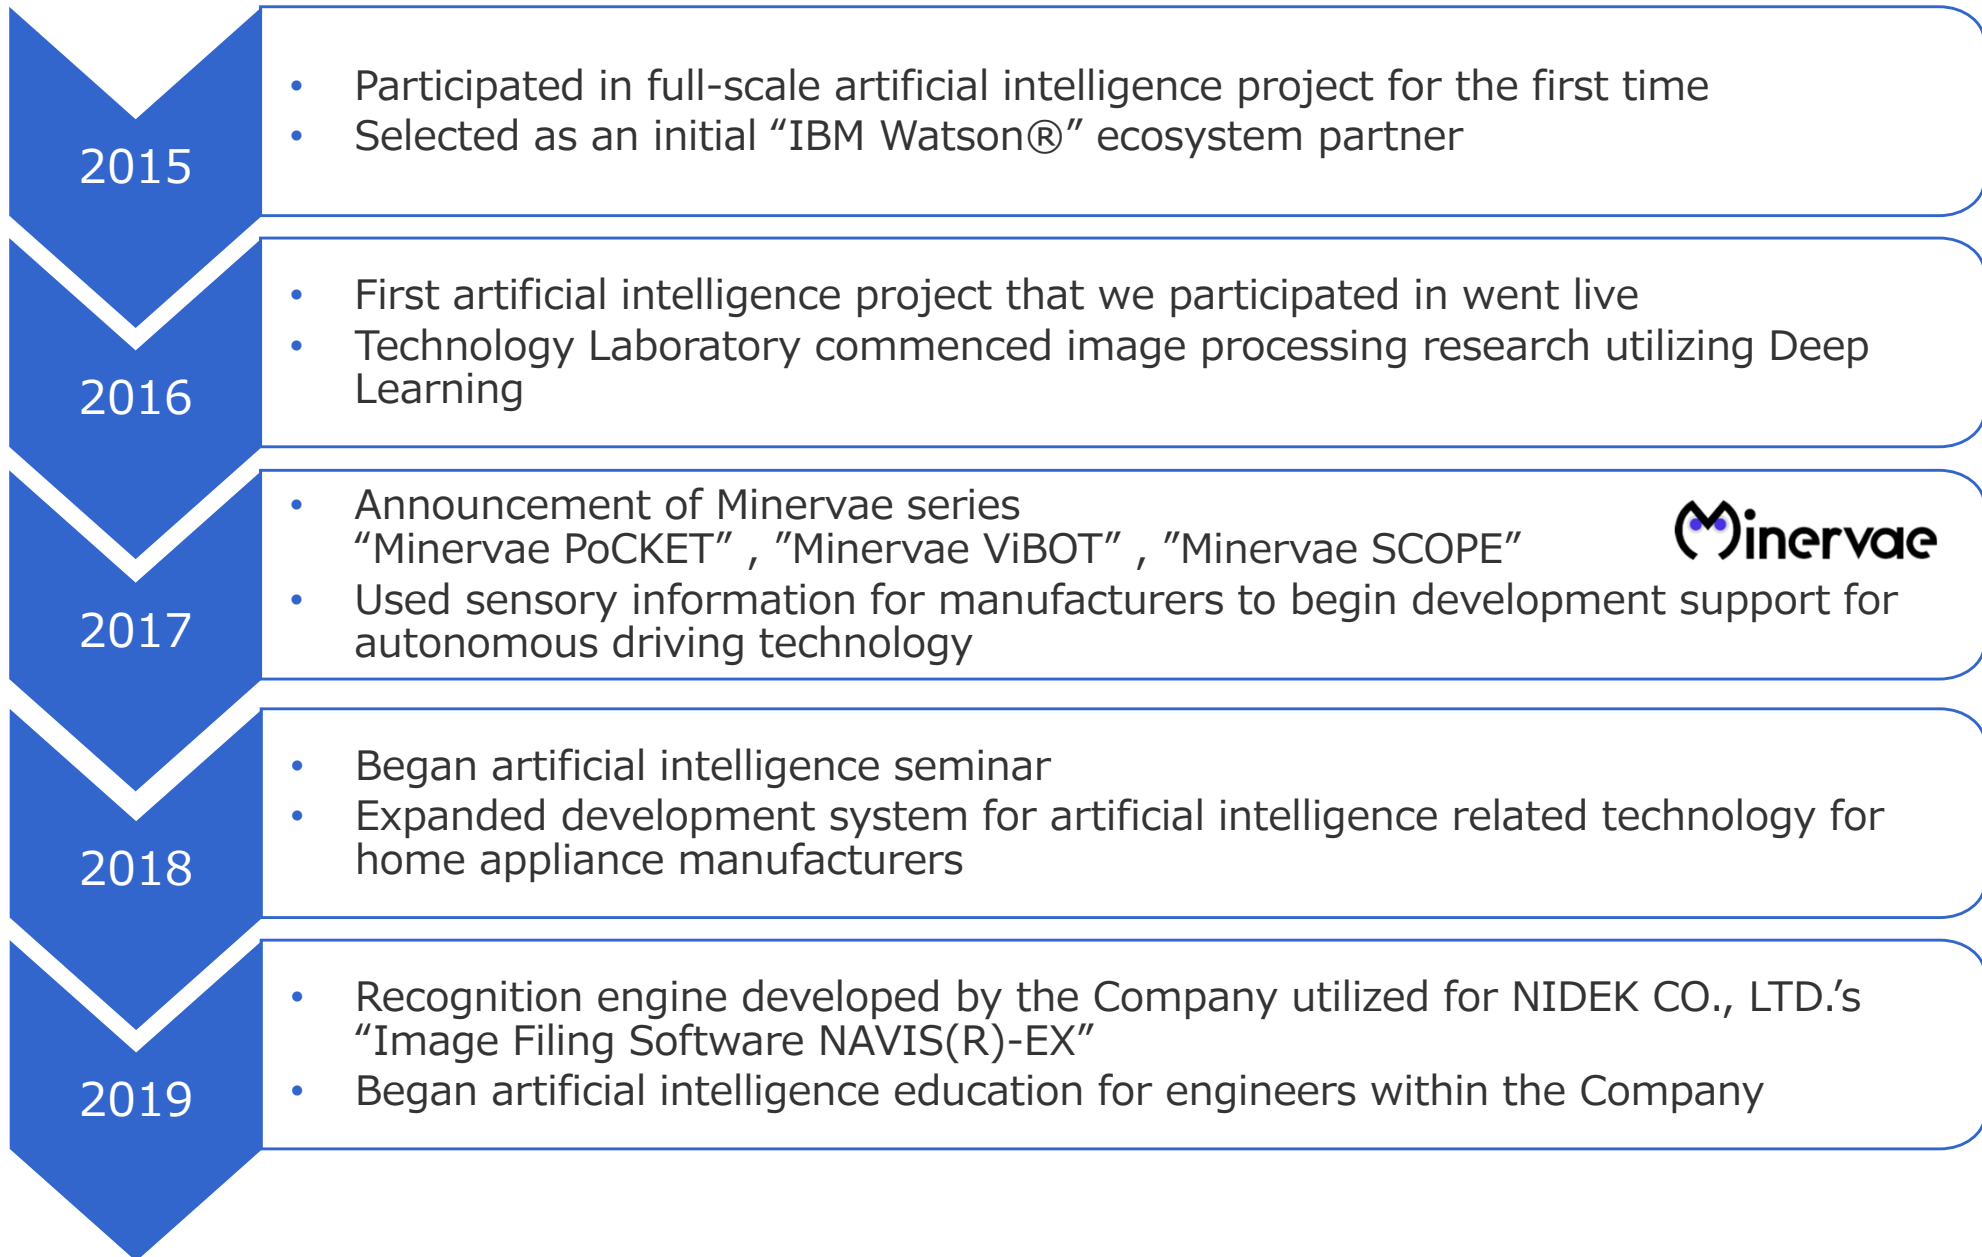 2015
• Participated in full-scale artificial intelligence project for the first time
• Selected as an initial “IBM Watson®” ecosystem partner
2016
• First artificial intelligence project that we participated in went live
• Technology Laboratory commenced image processing research utilizing Deep
Learning
2017
• Announcement of Minervae series
“Minervae PoCKET” , ”Minervae ViBOT” , ”Minervae SCOPE”
Minervae
• Used sensory information for manufacturers to begin development support for
autonomous driving technology
2018
• Began artificial intelligence seminar
• Expanded development system for artificial intelligence related technology for
home appliance manufacturers
2019
• Recognition engine developed by the Company utilized for NIDEK CO., LTD.’s
“Image Filing Software NAVIS(R)-EX”
• Began artificial intelligence education for engineers within the Company